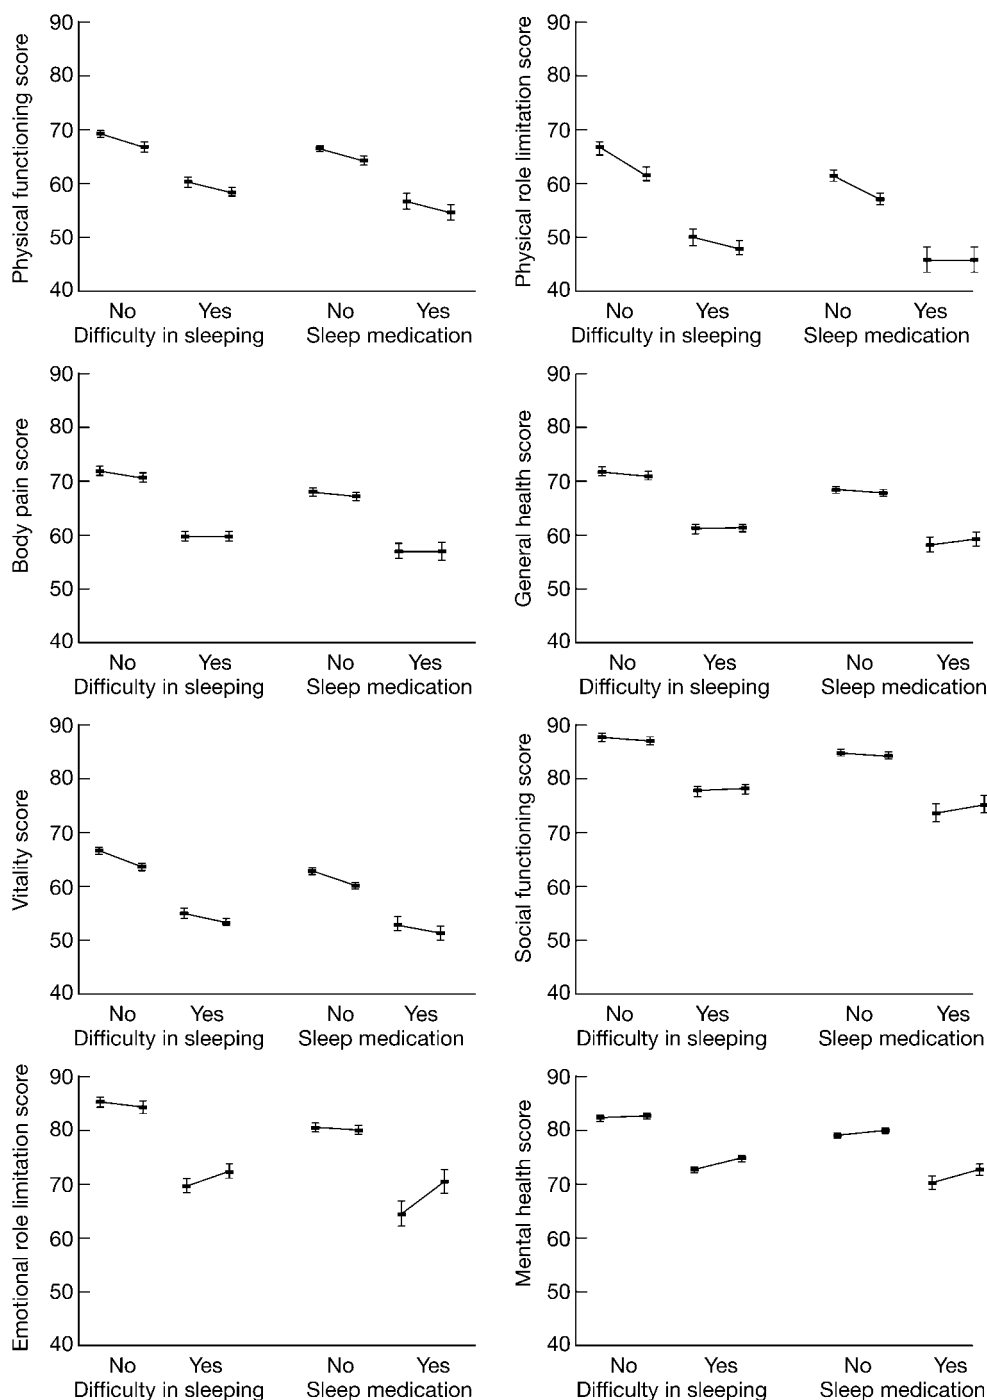 Physical functioning score
90
80
70
60
50
40
No Yes No Yes
Difficulty in sleeping Sleep medication
Physical role limitation score
90
80
70
60
50
40
No Yes No Yes
Difficulty in sleeping Sleep medication
Body pain score
90
80
70
60
50
40
No Yes No Yes
Difficulty in sleeping Sleep medication
General health score
90
80
70
60
50
40
No Yes No Yes
Difficulty in sleeping Sleep medication
Vitality score
90
80
70
60
50
40
No Yes No Yes
Difficulty in sleeping Sleep medication
Social functioning score
90
80
70
60
50
40
No Yes No Yes
Difficulty in sleeping Sleep medication
Emotional role limitation score
90
80
70
60
50
40
No Yes No Yes
Difficulty in sleeping Sleep medication
Mental health score
90
80
70
60
50
40
No Yes No Yes
Difficulty in sleeping Sleep medication